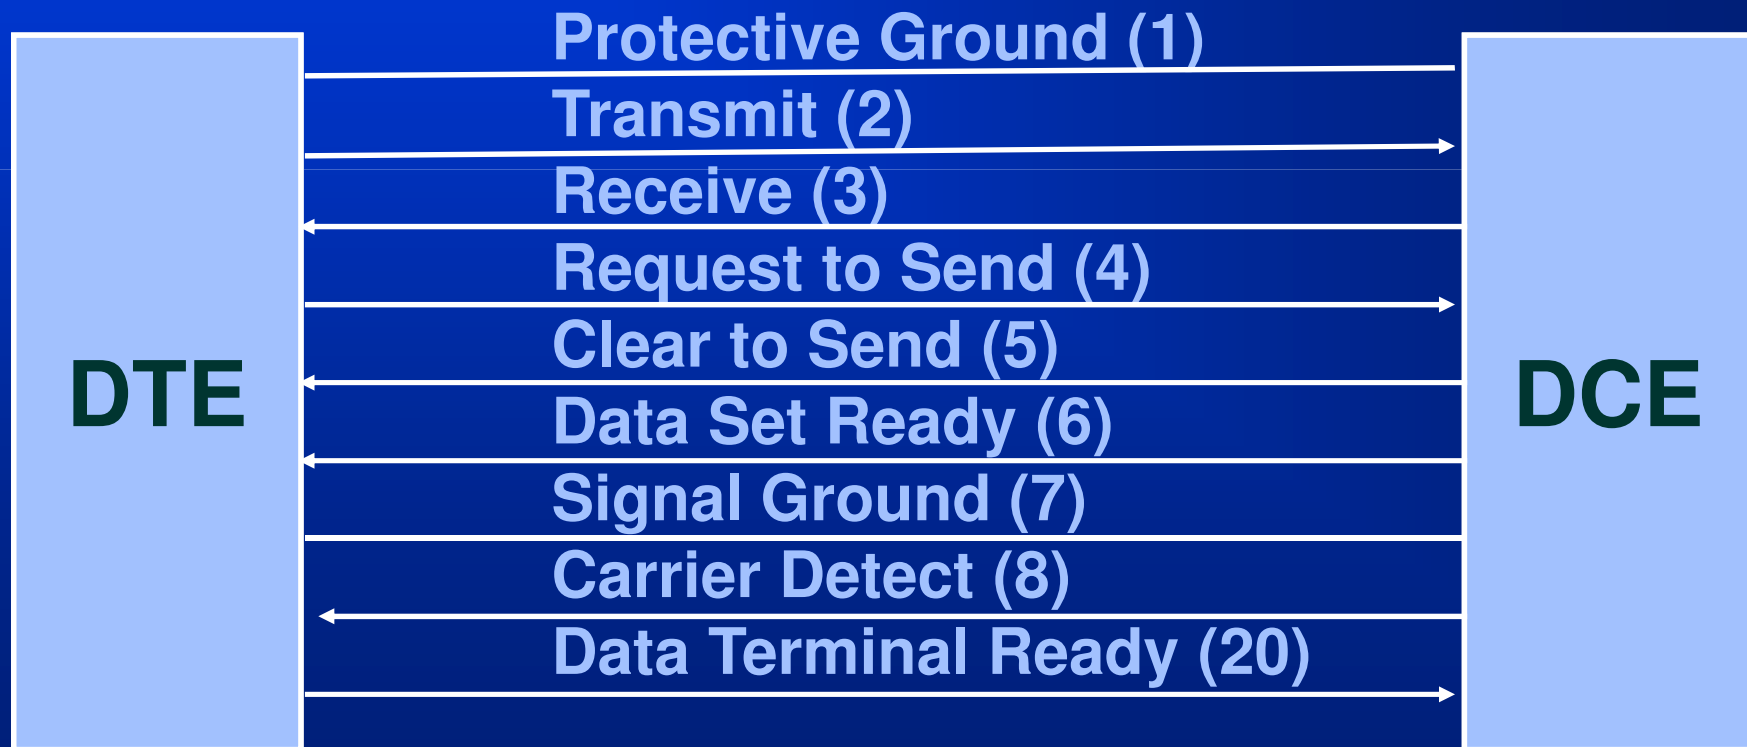 Protective Ground (1)
Transmit (2)
Receive (3)
Request to Send (4)
Clear to Send (5)
DTE
DCE
Data Set Ready (6)
Signal Ground (7)
Carrier Detect (8)
Data Terminal Ready (20)